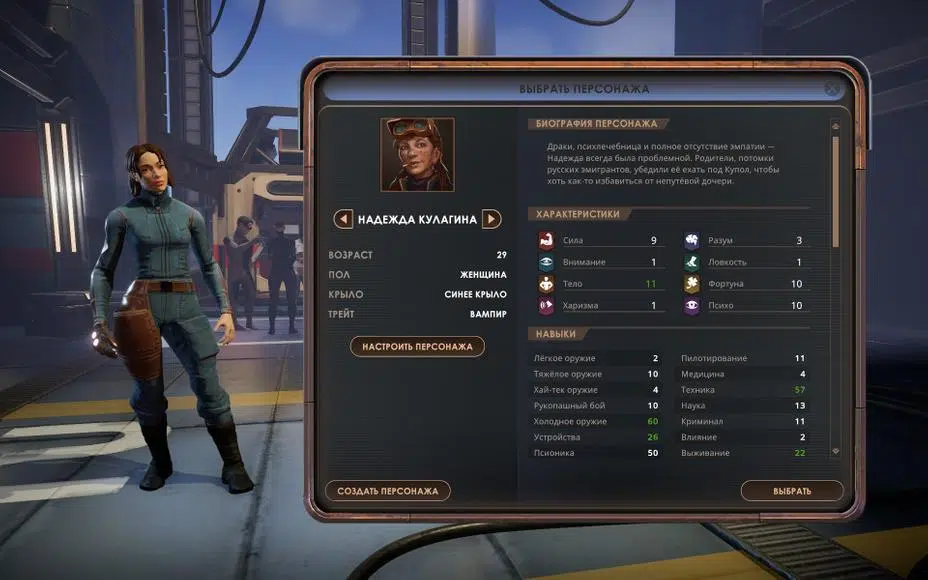 ВЫБРАТЬ ПЕРСОНАЖА
БИОГРАФИЯ ПЕРСОНАЖА
Драки, психлечебница и полное отсутствие эмпатии —
Надежда всегда была проблемной. Родители, потомки
русских эмигрантов, убедили её ехать под Купол, чтобы
хоть как-то избавиться от непутёвой дочери.
НАДЕЖДА КУЛАГИНА
ВОЗРАСТ 29
ПОЛ ЖЕНЩИНА
КРЫЛО СИНЕЕ КРЫЛО
ТРЕЙТ ВАМПИР
НАСТРОИТЬ ПЕРСОНАЖА
ХАРАКТЕРИСТИКИ
Сила 9 Разум 3
Внимание 1 Ловкость 1
Тело 11 Фортуна 10
Харизма 1 Психо 10
НАВЫКИ
Лёгкое оружие 2 Пилотирование 11
Тяжёлое оружие 10 Медицина 4
Хай-тек оружие 4 Техника 57
Рукопашный бой 10 Наука 13
Холодное оружие 60 Криминал 11
Устройства 26 Влияние 2
Псионика 50 Выживание 22
СОЗДАТЬ ПЕРСОНАЖА
ВЫБРАТЬ